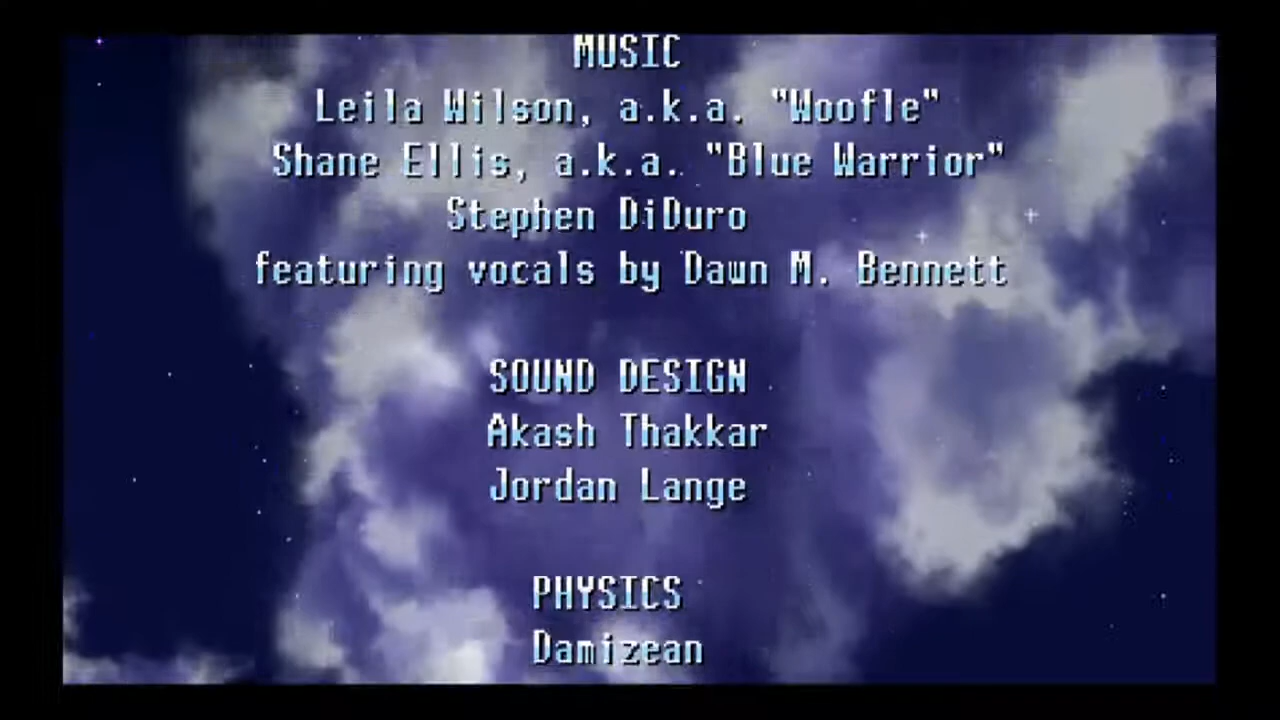 MUSIC
Leila Wilson, a.k.a. "Woofle"
Shane Ellis, a.k.a. "Blue Warrior"
Stephen DiDuro
featuring vocals by Dawn M. Bennett
SOUND DESIGN
Akash Thakkar
Jordan Lange
PHYSICS
Damizean